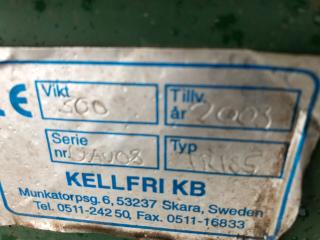 CE Vikt 500 Tillv. år 2003
Serie nr. Typ
KELLFRI KB
Munkatorpsg. 6, 53237 Skara, Sweden
Tel. 0511-242 50, Fax. 0511-16833